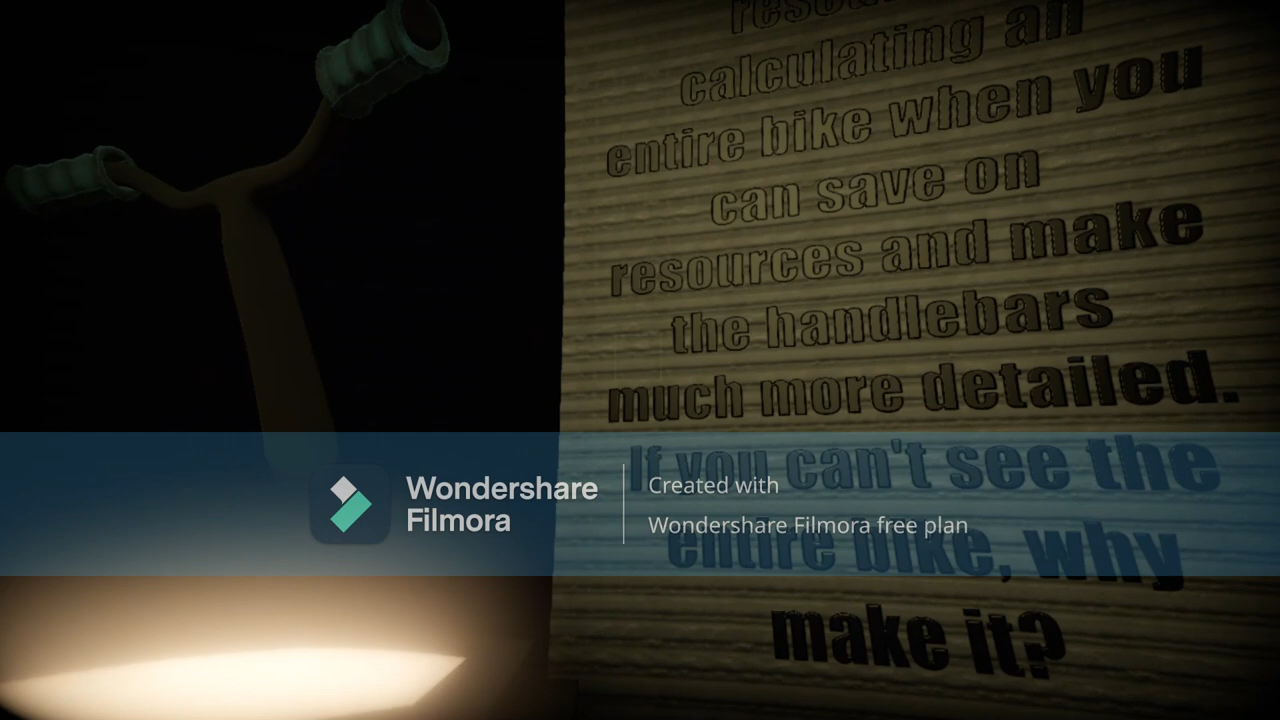 calculating an
entire bike when you
can save on
resources and make
the handlebars
much more detailed.
If you can't see the
entire bike, why
make it?
Wondershare
Filmora
Created with
Wondershare Filmora free plan